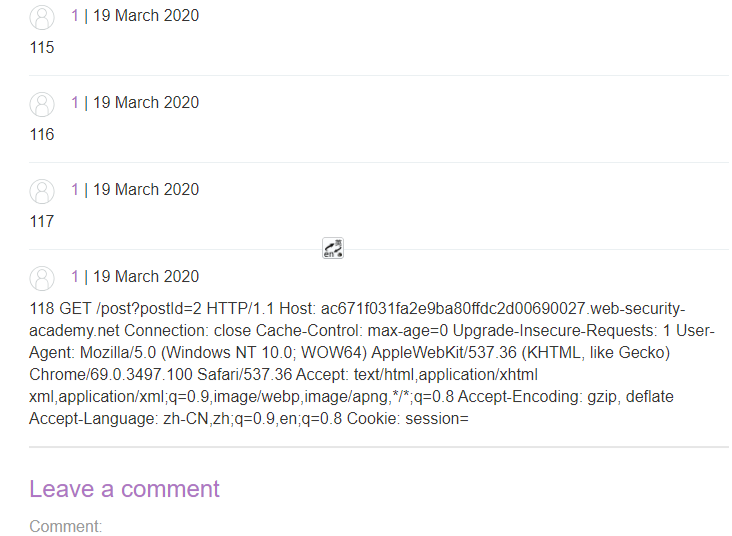 1 | 19 March 2020
115
1 | 19 March 2020
116
1 | 19 March 2020
117
英
en
1 | 19 March 2020
118 GET /post?postId=2 HTTP/1.1 Host: ac671f031fa2e9ba80ffdc2d00690027.web-security-
academy.net Connection: close Cache-Control: max-age=0 Upgrade-Insecure-Requests: 1 User-
Agent: Mozilla/5.0 (Windows NT 10.0; WOW64) AppleWebKit/537.36 (KHTML, like Gecko)
Chrome/69.0.3497.100 Safari/537.36 Accept: text/html,application/xhtml
xml,application/xml;q=0.9,image/webp,image/apng,*/*;q=0.8 Accept-Encoding: gzip, deflate
Accept-Language: zh-CN,zh;q=0.9,en;q=0.8 Cookie: session=
Leave a comment
Comment: